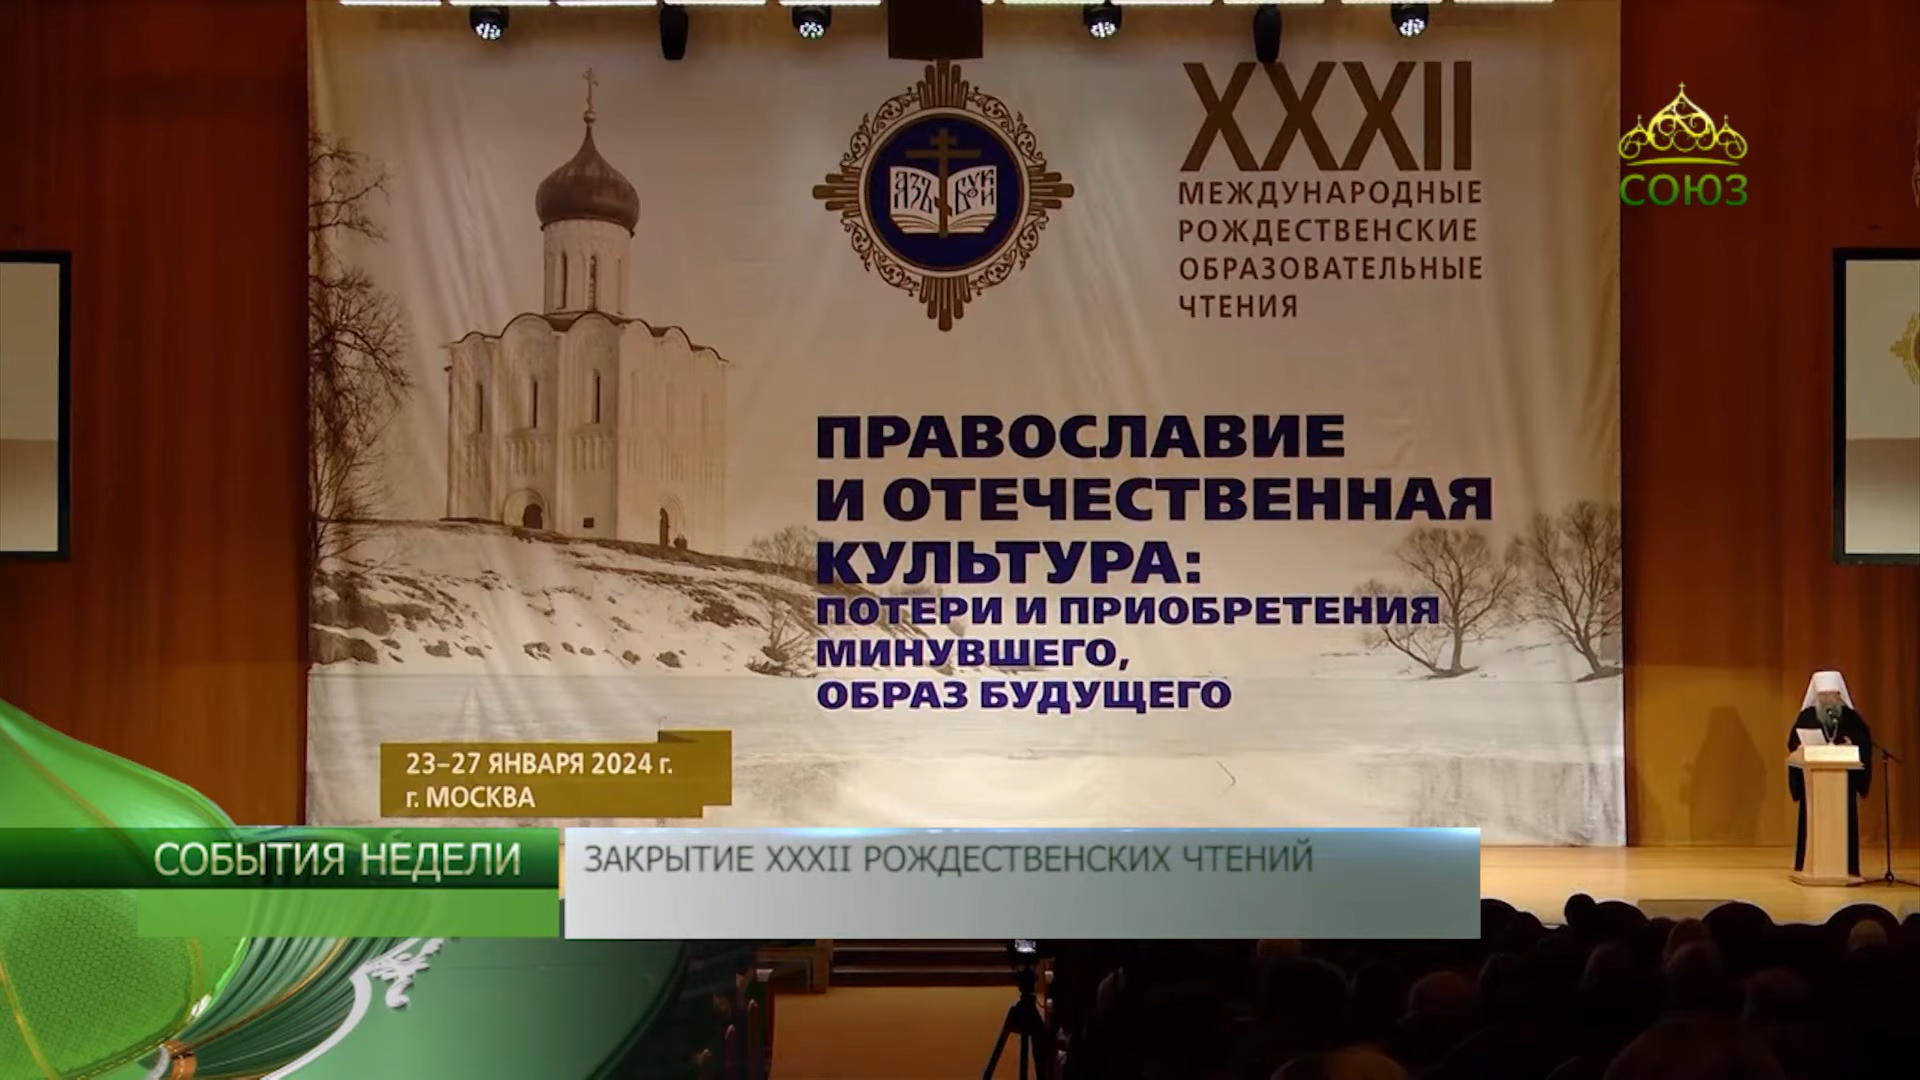 XXXII
МЕЖДУНАРОДНЫЕ
РОЖДЕСТВЕНСКИЕ
ОБРАЗОВАТЕЛЬНЫЕ
ЧТЕНИЯ
АЗЪ БУКИ
СОЮЗ
ПРАВОСЛАВИЕ
И ОТЕЧЕСТВЕННАЯ
КУЛЬТУРА:
ПОТЕРИ И ПРИОБРЕТЕНИЯ
МИНУВШЕГО,
ОБРАЗ БУДУЩЕГО
23–27 ЯНВАРЯ 2024 г.
г. МОСКВА
СОБЫТИЯ НЕДЕЛИ
ЗАКРЫТИЕ XXXII РОЖДЕСТВЕНСКИХ ЧТЕНИЙ